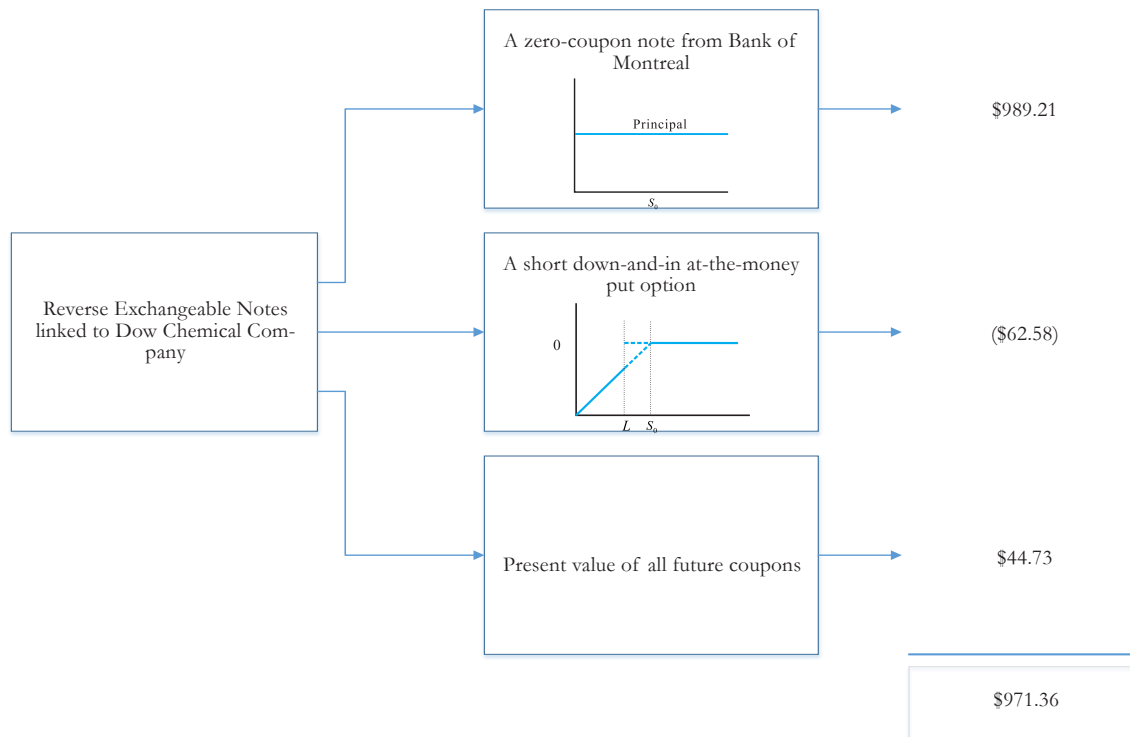 A zero-coupon note from Bank of
Montreal
Principal
S₀
$989.21
Reverse Exchangeable Notes
linked to Dow Chemical Com-
pany
A short down-and-in at-the-money
put option
0
L S₀
($62.58)
Present value of all future coupons
$44.73
$971.36